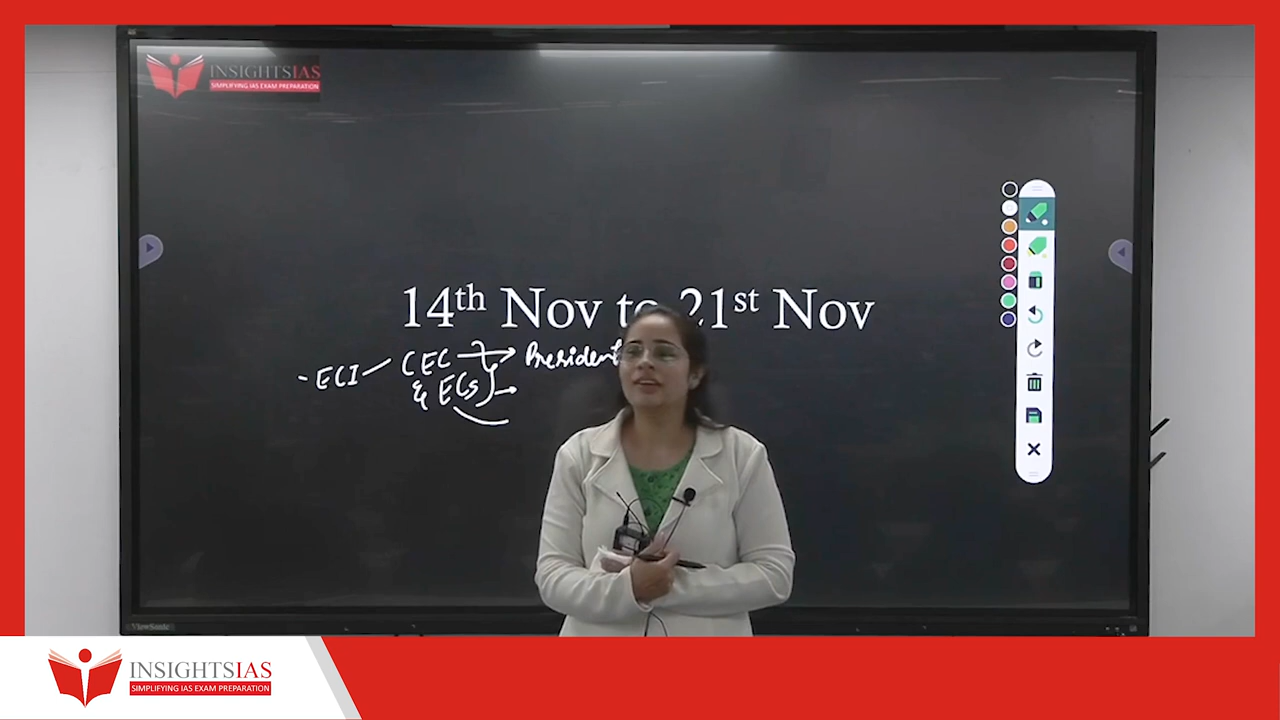 INSIGHTSIAS
SIMPLIFYING IAS EXAM PREPARATION
14th Nov to 21st Nov
- ECI - CEC → President
& ECs
ViewSonic
INSIGHTSIAS
SIMPLIFYING IAS EXAM PREPARATION